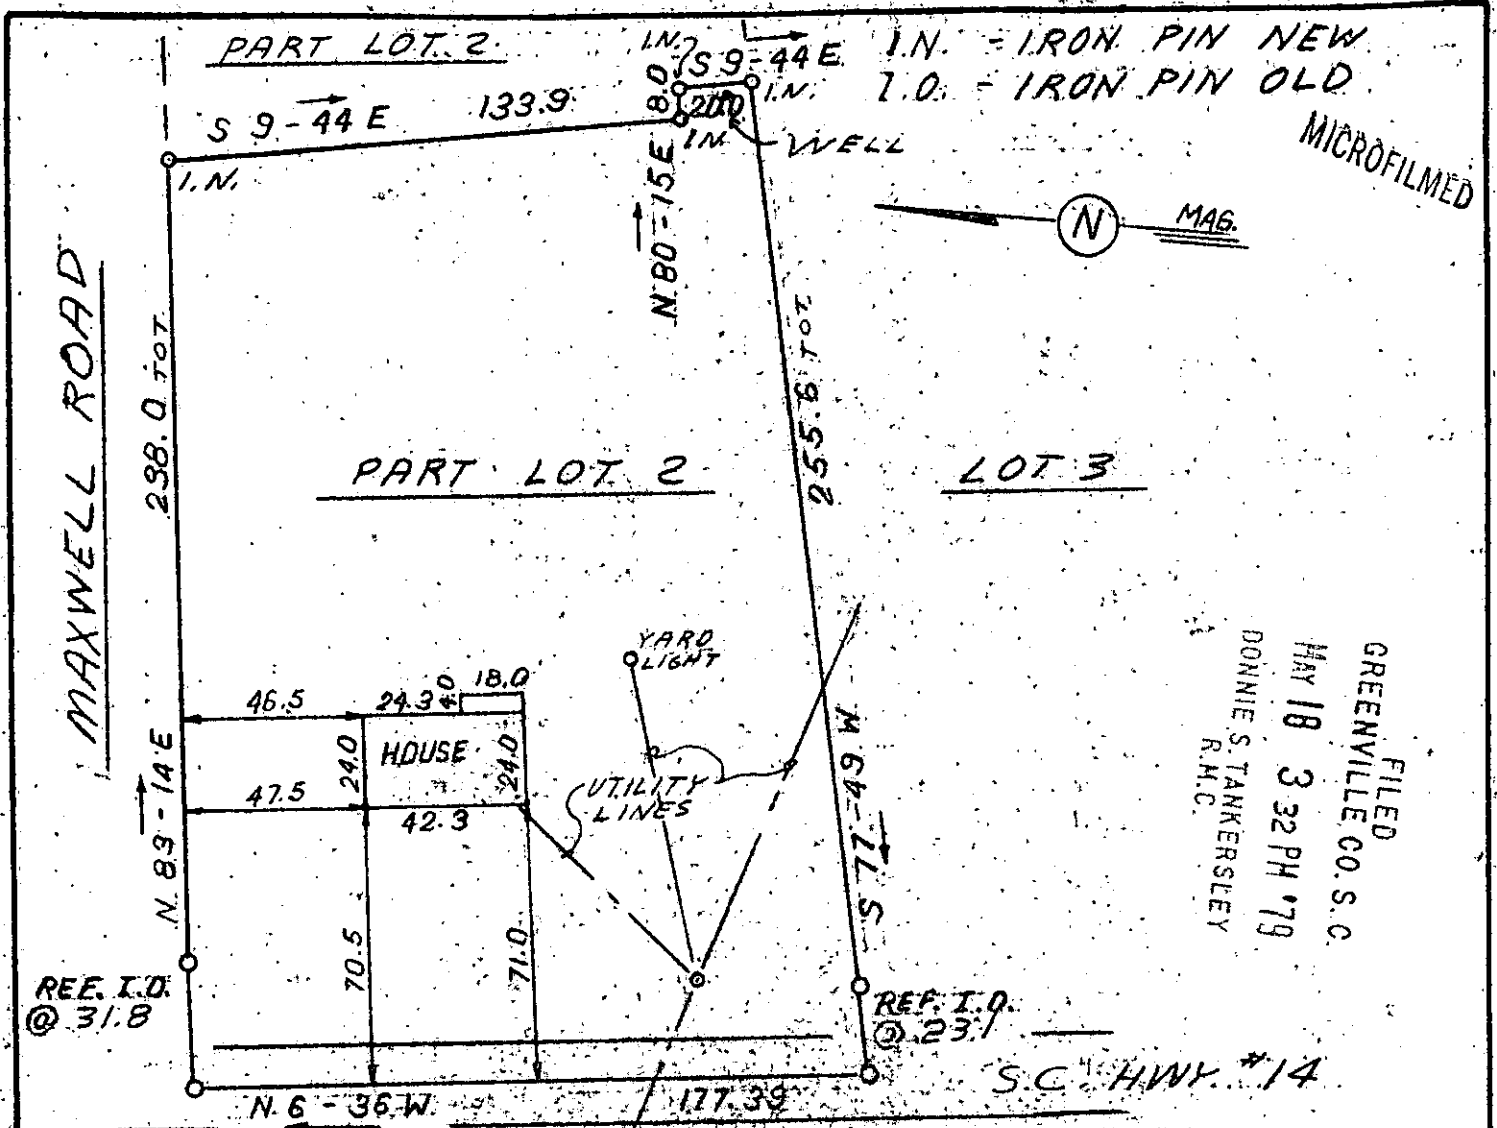 PART LOT 2
I.N.
S 9-44 E
I.N. - IRON PIN NEW
I.O. - IRON PIN OLD
MICROFILMED
S 9-44 E 133.9
8.0
20.0
I.N.
I.N.
WELL
I.N.
N 80-15 E
N
MAG.
MAXWELL ROAD
238.0 TOT.
255.6 TOT.
PART LOT 2
LOT 3
YARD
LIGHT
46.5
24.3
4.0
18.0
HOUSE
24.0
24.0
47.5
42.3
UTILITY
LINES
N. 83-14 E
S 77-49 W
FILED
GREENVILLE CO. S. C.
MAY 18 3 32 PM '79
DONNIE S. TANKERSLEY
R.M.C.
70.5
71.0
REF. I.O.
@ 31.8
REF. I.O.
@ 23.1
S.C. HWY. #14
N. 6-36 W.
177.39